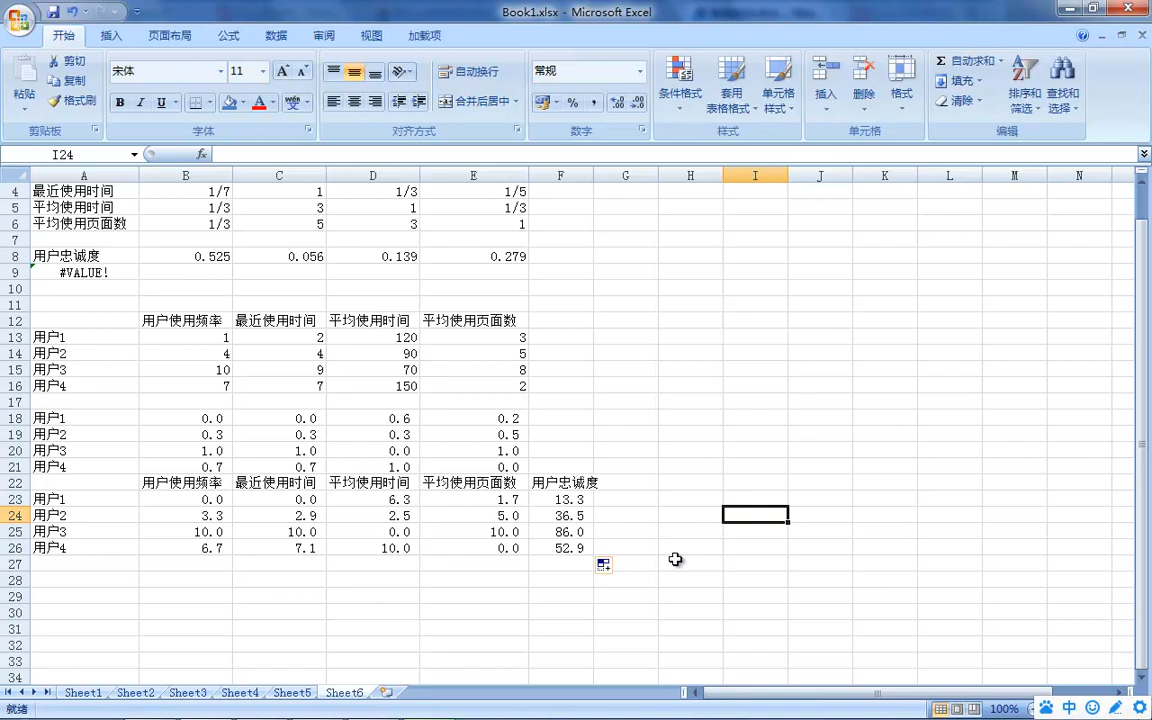 Book1.xlsx - Microsoft Excel
开始 插入 页面布局 公式 数据 审阅 视图 加载项
剪切 宋体 11 自动换行 常规 Σ 自动求和
复制 填充
粘贴 格式刷 B I U 合并后居中 % , 条件格式 套用 单元格 插入 删除 格式 清除 排序和 查找和
表格格式 样式 筛选 选择
剪贴板 字体 对齐方式 数字 样式 单元格 编辑
I24 fx
A B C D E F G H I J K L M N
4 最近使用时间 1/7 1 1/3 1/5
5 平均使用时间 1/3 3 1 1/3
6 平均使用页面数 1/3 5 3 1
7
8 用户忠诚度 0.525 0.056 0.139 0.279
9 #VALUE!
10
11
12 用户使用频率 最近使用时间 平均使用时间 平均使用页面数
13 用户1 1 2 120 3
14 用户2 4 4 90 5
15 用户3 10 9 70 8
16 用户4 7 7 150 2
17
18 用户1 0.0 0.0 0.6 0.2
19 用户2 0.3 0.3 0.3 0.5
20 用户3 1.0 1.0 0.0 1.0
21 用户4 0.7 0.7 1.0 0.0
22 用户使用频率 最近使用时间 平均使用时间 平均使用页面数 用户忠诚度
23 用户1 0.0 0.0 6.3 1.7 13.3
24 用户2 3.3 2.9 2.5 5.0 36.5
25 用户3 10.0 10.0 0.0 10.0 86.0
26 用户4 6.7 7.1 10.0 0.0 52.9
27
28
29
30
31
32
33
34
Sheet1 Sheet2 Sheet3 Sheet4 Sheet5 Sheet6
就绪 100% 中